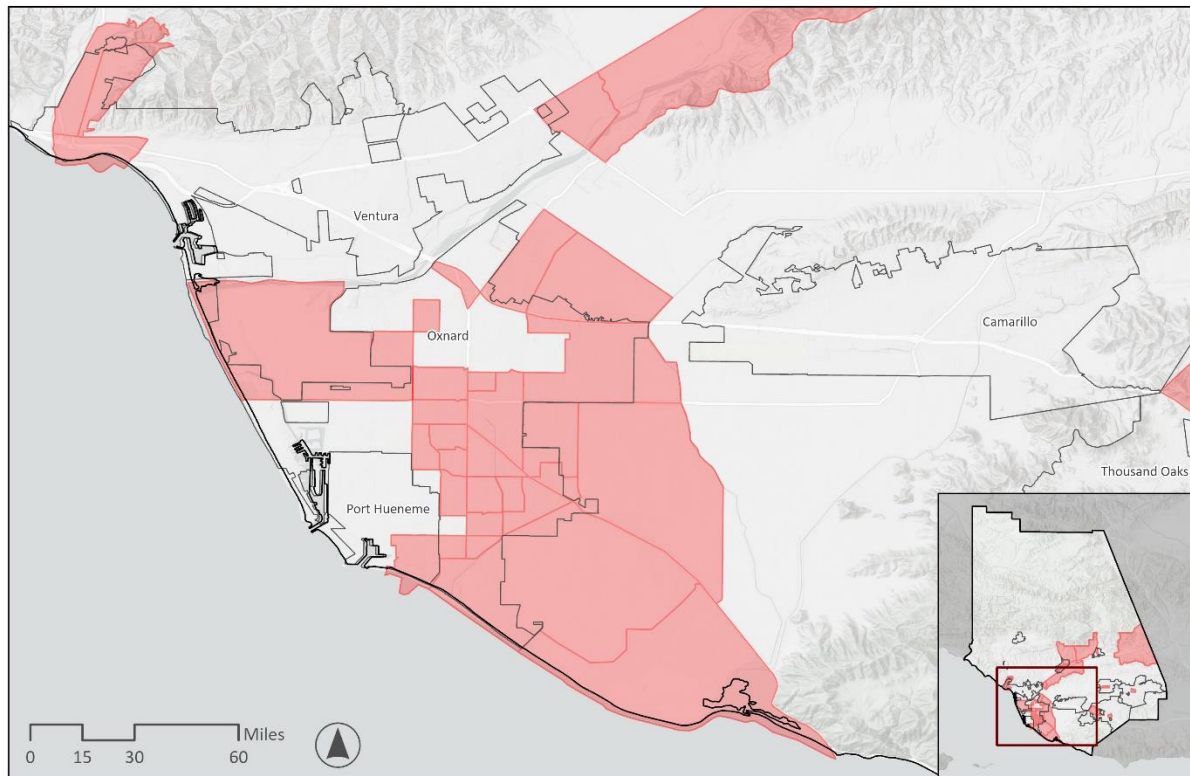 Ventura
Oxnard
Camarillo
Thousand Oaks
Port Hueneme
Miles
0 15 30 60